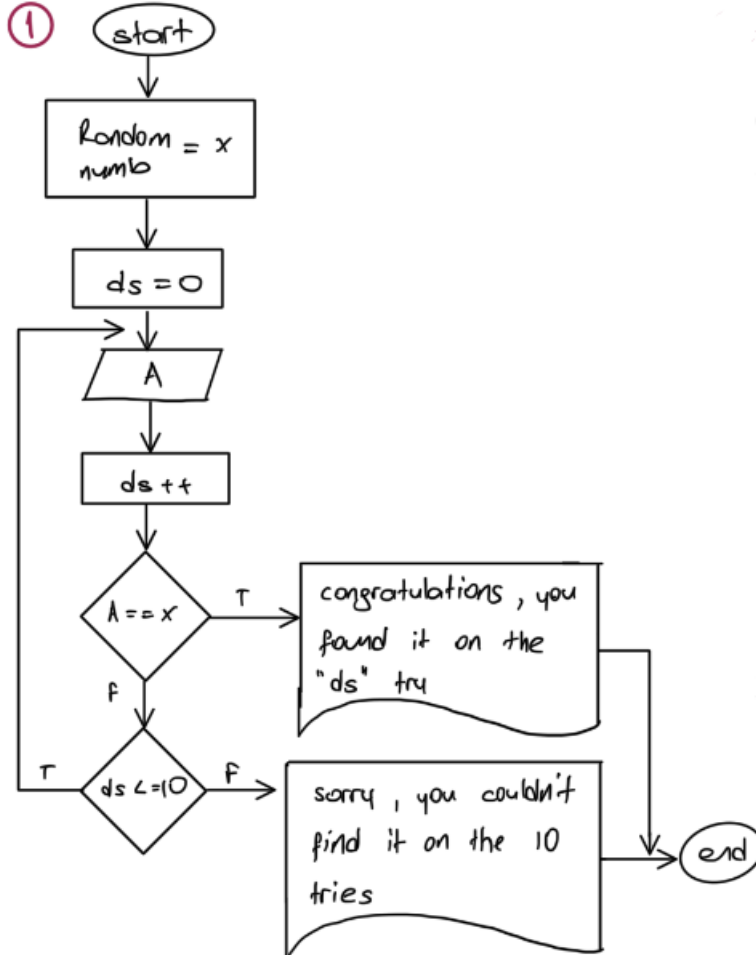 1
start
Random
numb = x
ds = 0
A
ds ++
A == x
T
congratulations, you
found it on the
"ds" try
F
ds <=10
T
F
sorry, you couldn't
find it on the 10
tries
end